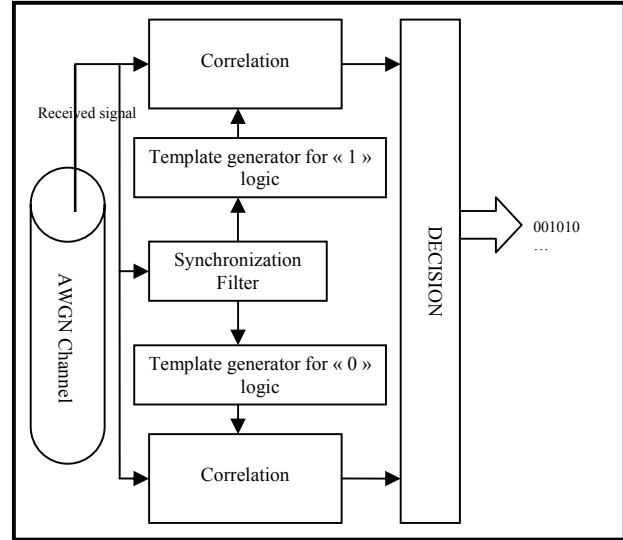 Correlation
Received signal
Template generator for « 1 »
logic
Synchronization
Filter
Template generator for « 0 »
logic
Correlation
AWGN Channel
DECISION
001010
...